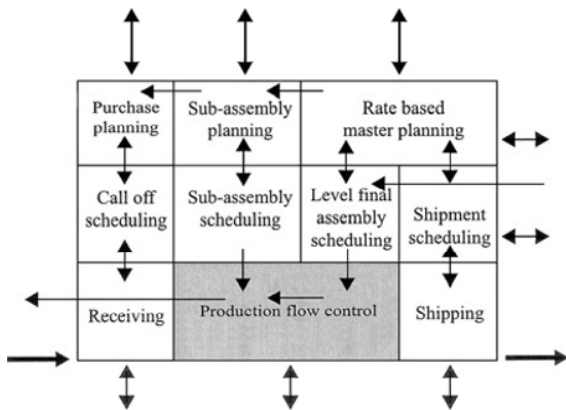 Purchase
planning
Sub-assembly
planning
Rate based
master planning
Call off
scheduling
Sub-assembly
scheduling
Level final
assembly
scheduling
Shipment
scheduling
Receiving
Production flow control
Shipping